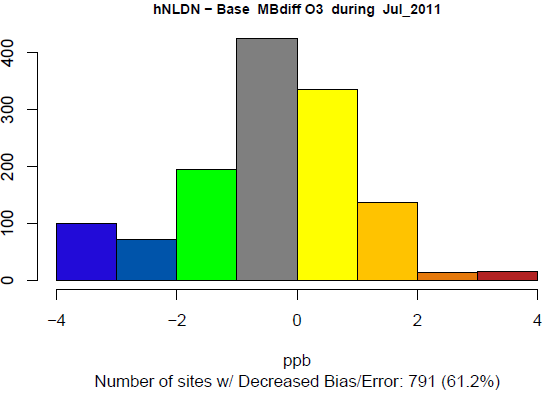 hNLDN − Base MBdiff O3 during Jul_2011
400
300
200
100
0
−4 −2 0 2 4
ppb
Number of sites w/ Decreased Bias/Error: 791 (61.2%)